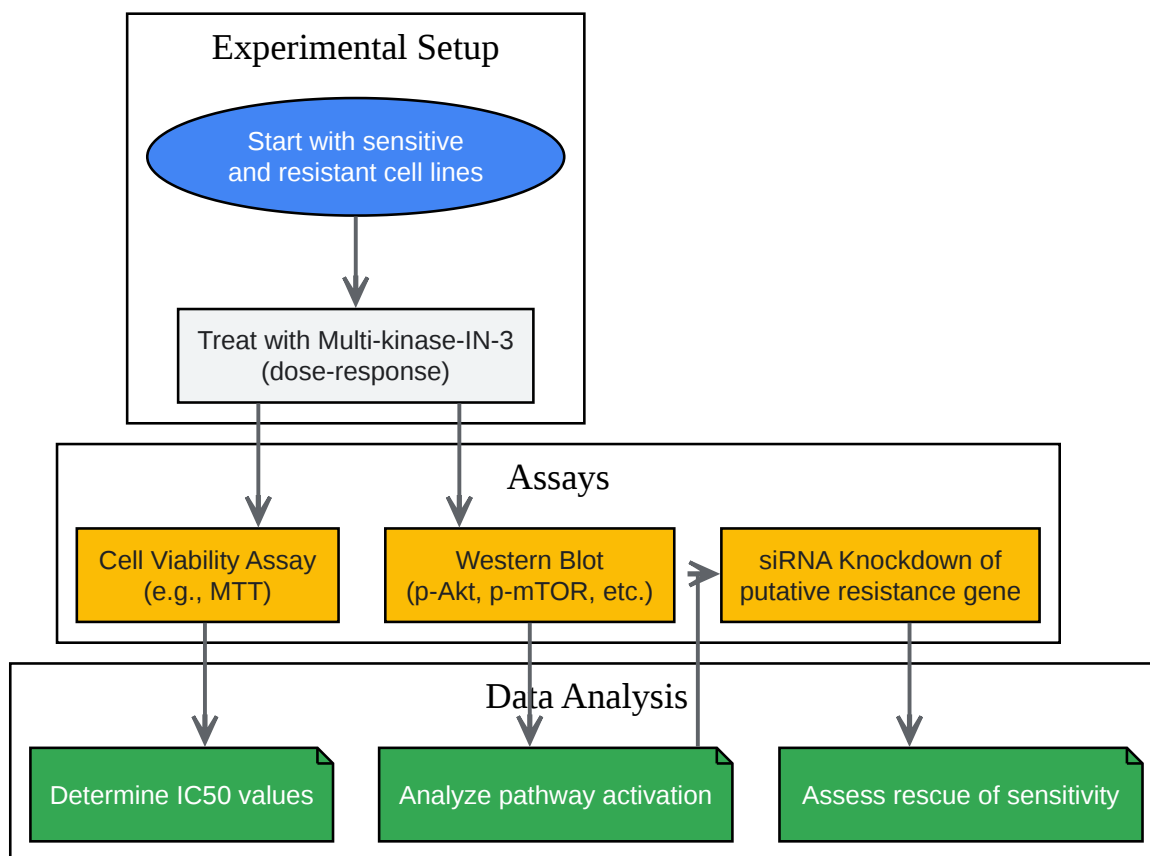 Experimental Setup
Start with sensitive
and resistant cell lines
Treat with Multi-kinase-IN-3
(dose-response)
Assays
Cell Viability Assay
(e.g., MTT)
Western Blot
(p-Akt, p-mTOR, etc.)
siRNA Knockdown of
putative resistance gene
Data Analysis
Determine IC50 values
Analyze pathway activation
Assess rescue of sensitivity